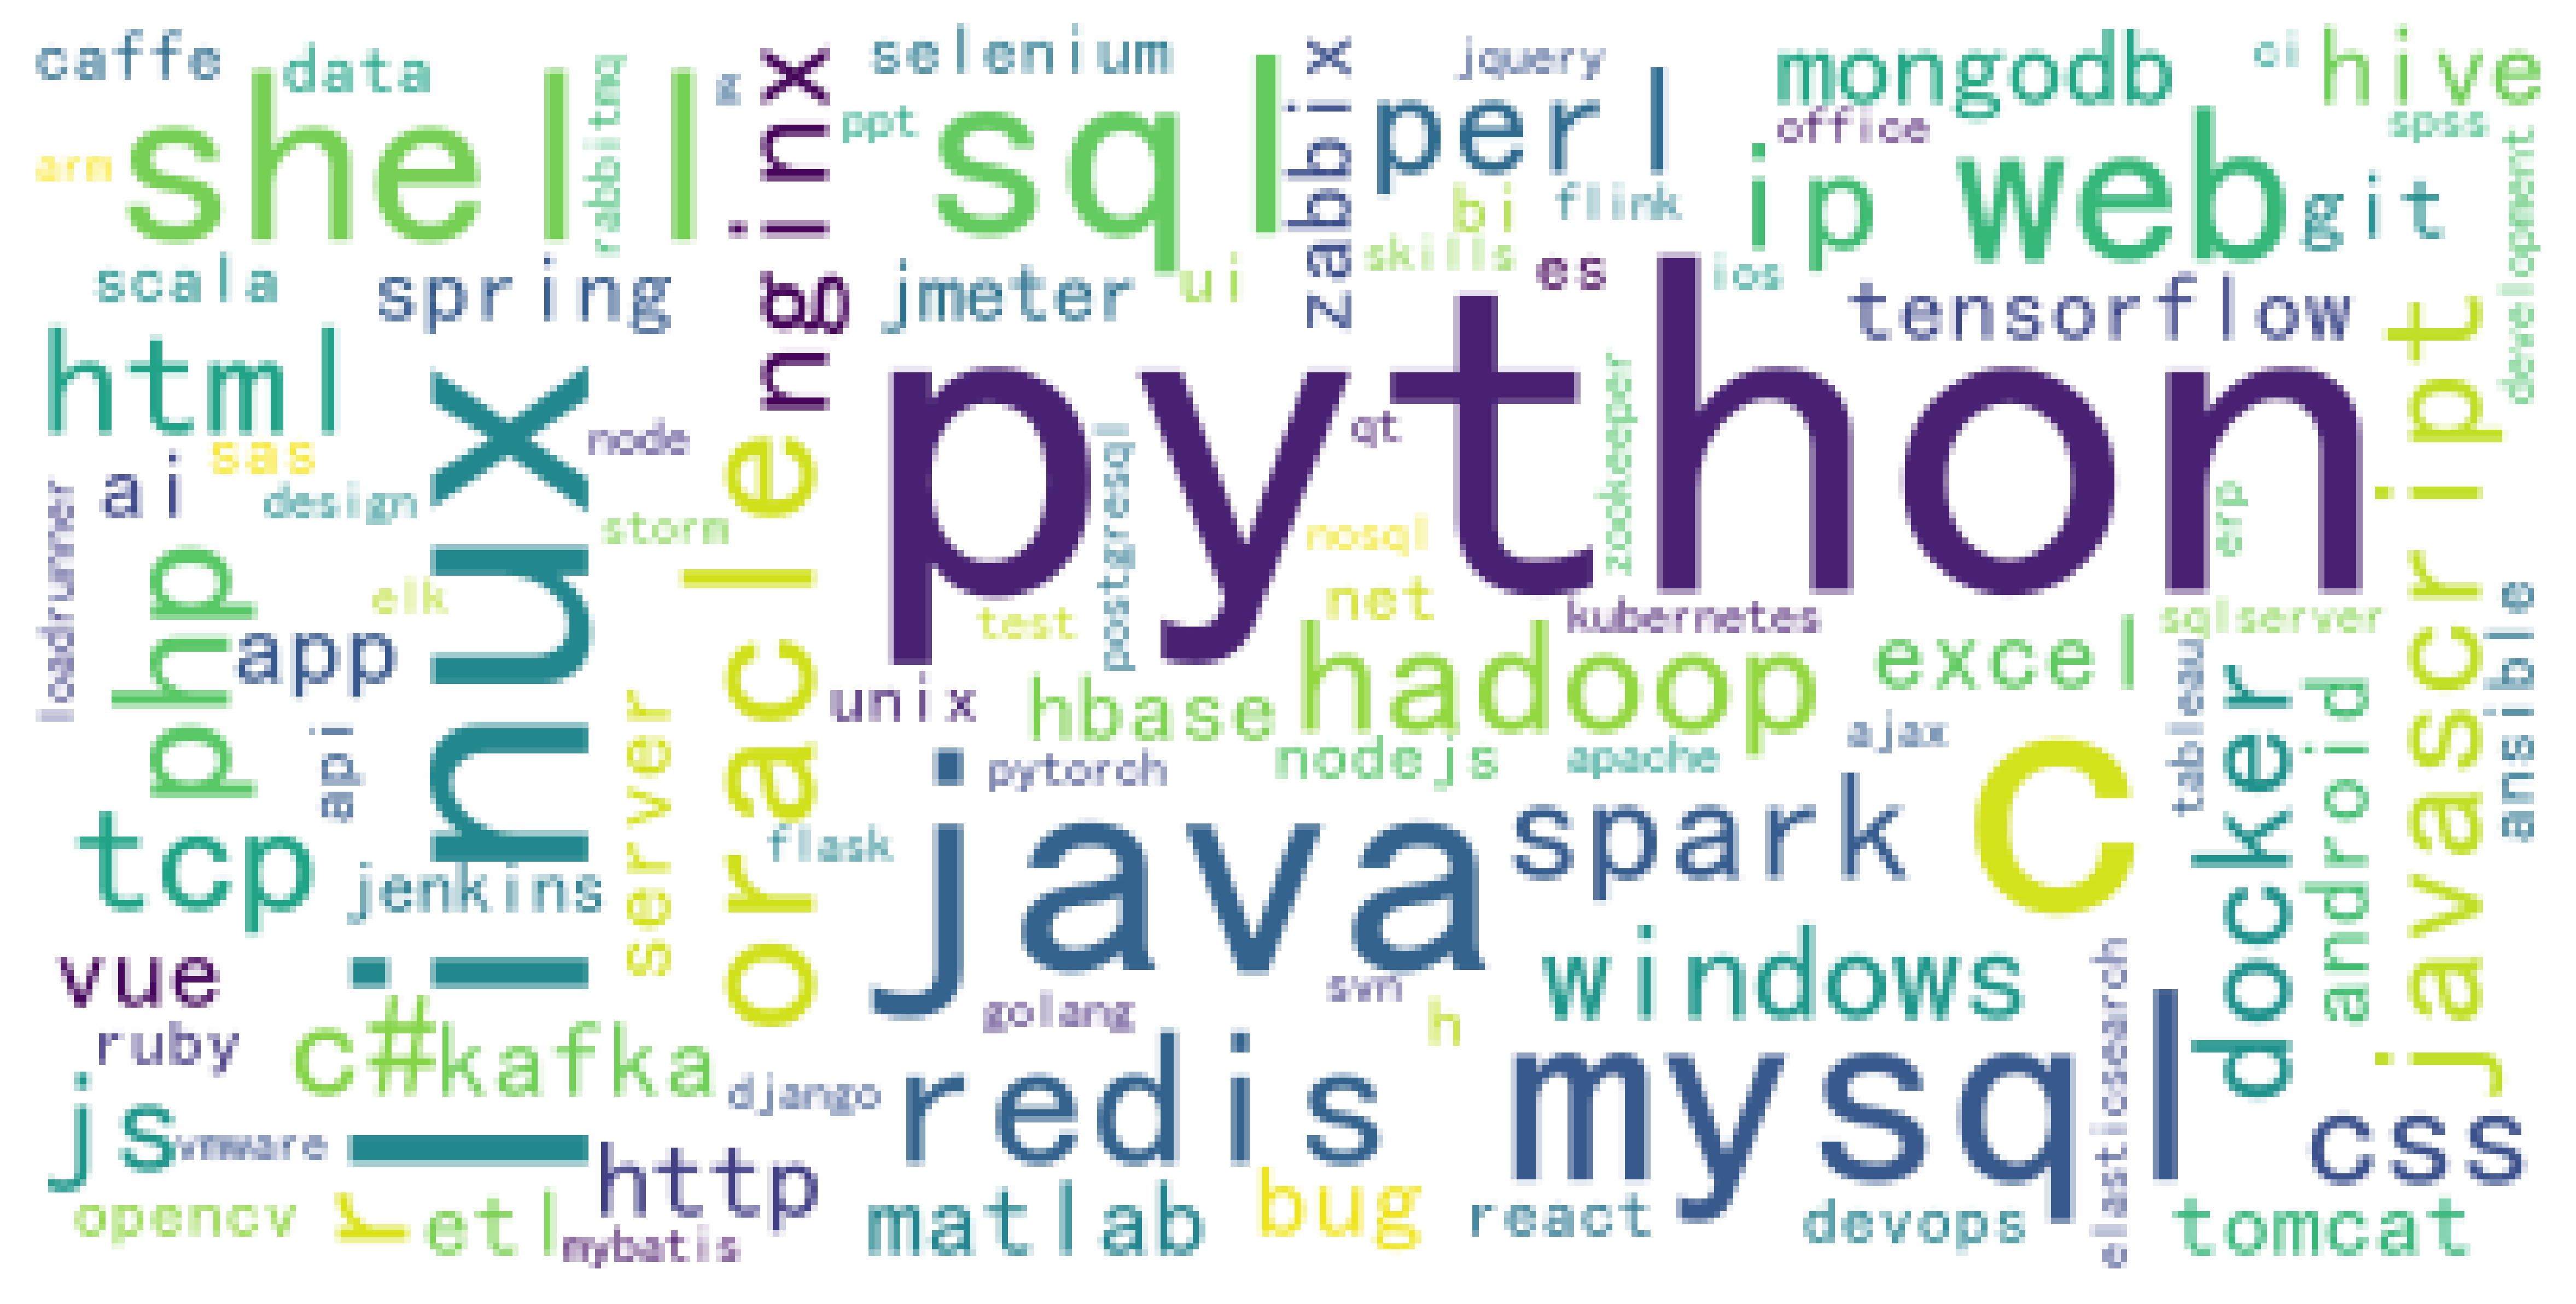 caffe
data
rabbitmq
g
nginx
selenium
zabbix
jquery
mongodb
ci
hive
arm
shell
ppt
sql
perl
office
web
spss
development
bi
flink
ip
git
scala
spring
jmeter
ui
skills
es
ios
tensorflow
html
linux
node
oracle
python
javascript
qt
zookeeper
postgresql
sas
ai
design
storm
nosql
erp
loadrunner
php
elk
test
net
kubernetes
sqlserver
ansible
app
server
unix
hbase
hadoop
excel
tableau
docker
android
api
pytorch
nodejs
apache
ajax
tcp
flask
java
spark
c
jenkins
vue
golang
svn
h
windows
elasticsearch
ruby
c#
kafka
django
redis
mysql
js
vmware
http
css
opencv
r
etl
mybatis
matlab
bug
react
devops
tomcat